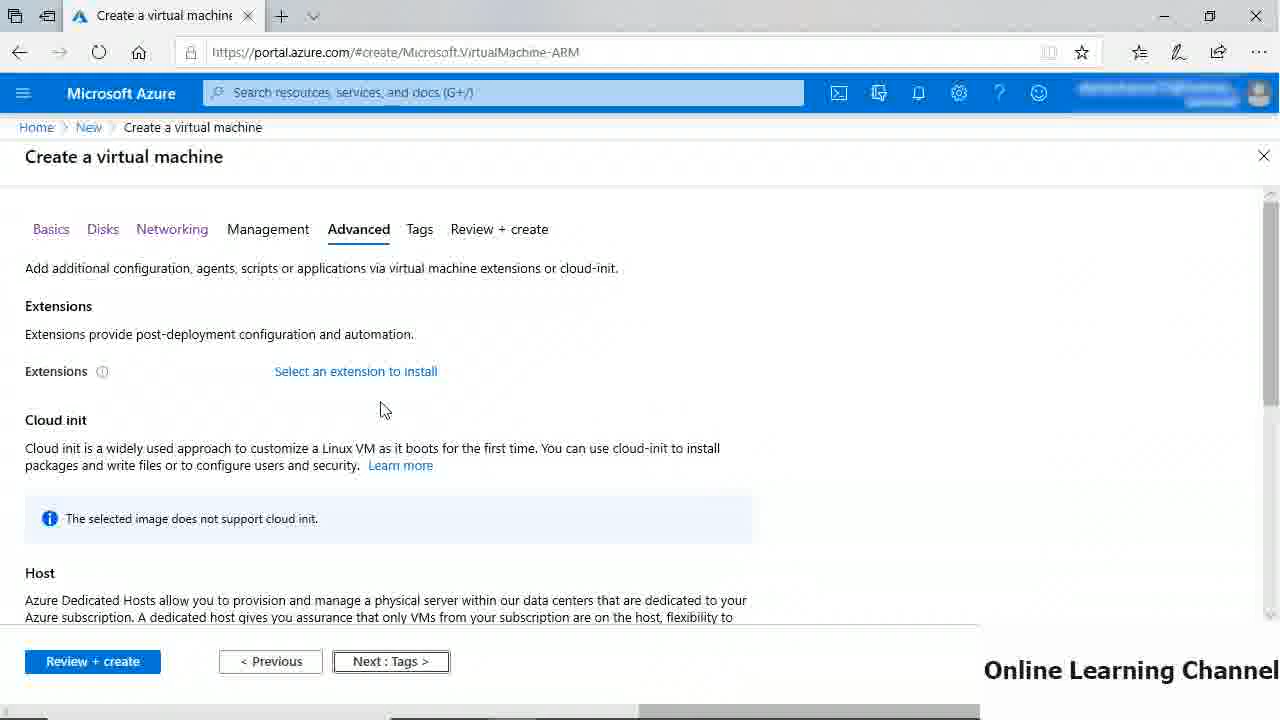 Create a virtual machine
https://portal.azure.com/#create/Microsoft.VirtualMachine-ARM
Microsoft Azure
Search resources, services, and docs (G+/)
Home > New > Create a virtual machine
Create a virtual machine
Basics Disks Networking Management Advanced Tags Review + create
Add additional configuration, agents, scripts or applications via virtual machine extensions or cloud-init.
Extensions
Extensions provide post-deployment configuration and automation.
Extensions Select an extension to install
Cloud init
Cloud init is a widely used approach to customize a Linux VM as it boots for the first time. You can use cloud-init to install
packages and write files or to configure users and security. Learn more
The selected image does not support cloud init.
Host
Azure Dedicated Hosts allow you to provision and manage a physical server within our data centers that are dedicated to your
Azure subscription. A dedicated host gives you assurance that only VMs from your subscription are on the host, flexibility to
Review + create < Previous Next : Tags >
Online Learning Channel